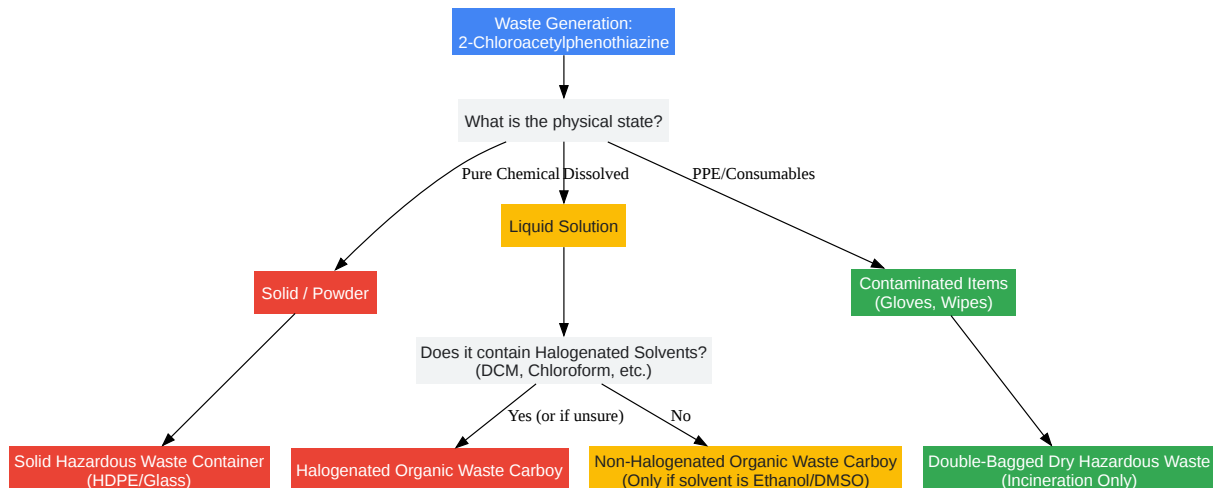 Waste Generation:
2-Chloroacetylphenothiazine
What is the physical state?
Pure Chemical
Dissolved
PPE/Consumables
Liquid Solution
Solid / Powder
Contaminated Items
(Gloves, Wipes)
Does it contain Halogenated Solvents?
(DCM, Chloroform, etc.)
Yes (or if unsure)
No
Solid Hazardous Waste Container
(HDPE/Glass)
Halogenated Organic Waste Carboy
Non-Halogenated Organic Waste Carboy
(Only if solvent is Ethanol/DMSO)
Double-Bagged Dry Hazardous Waste
(Incineration Only)